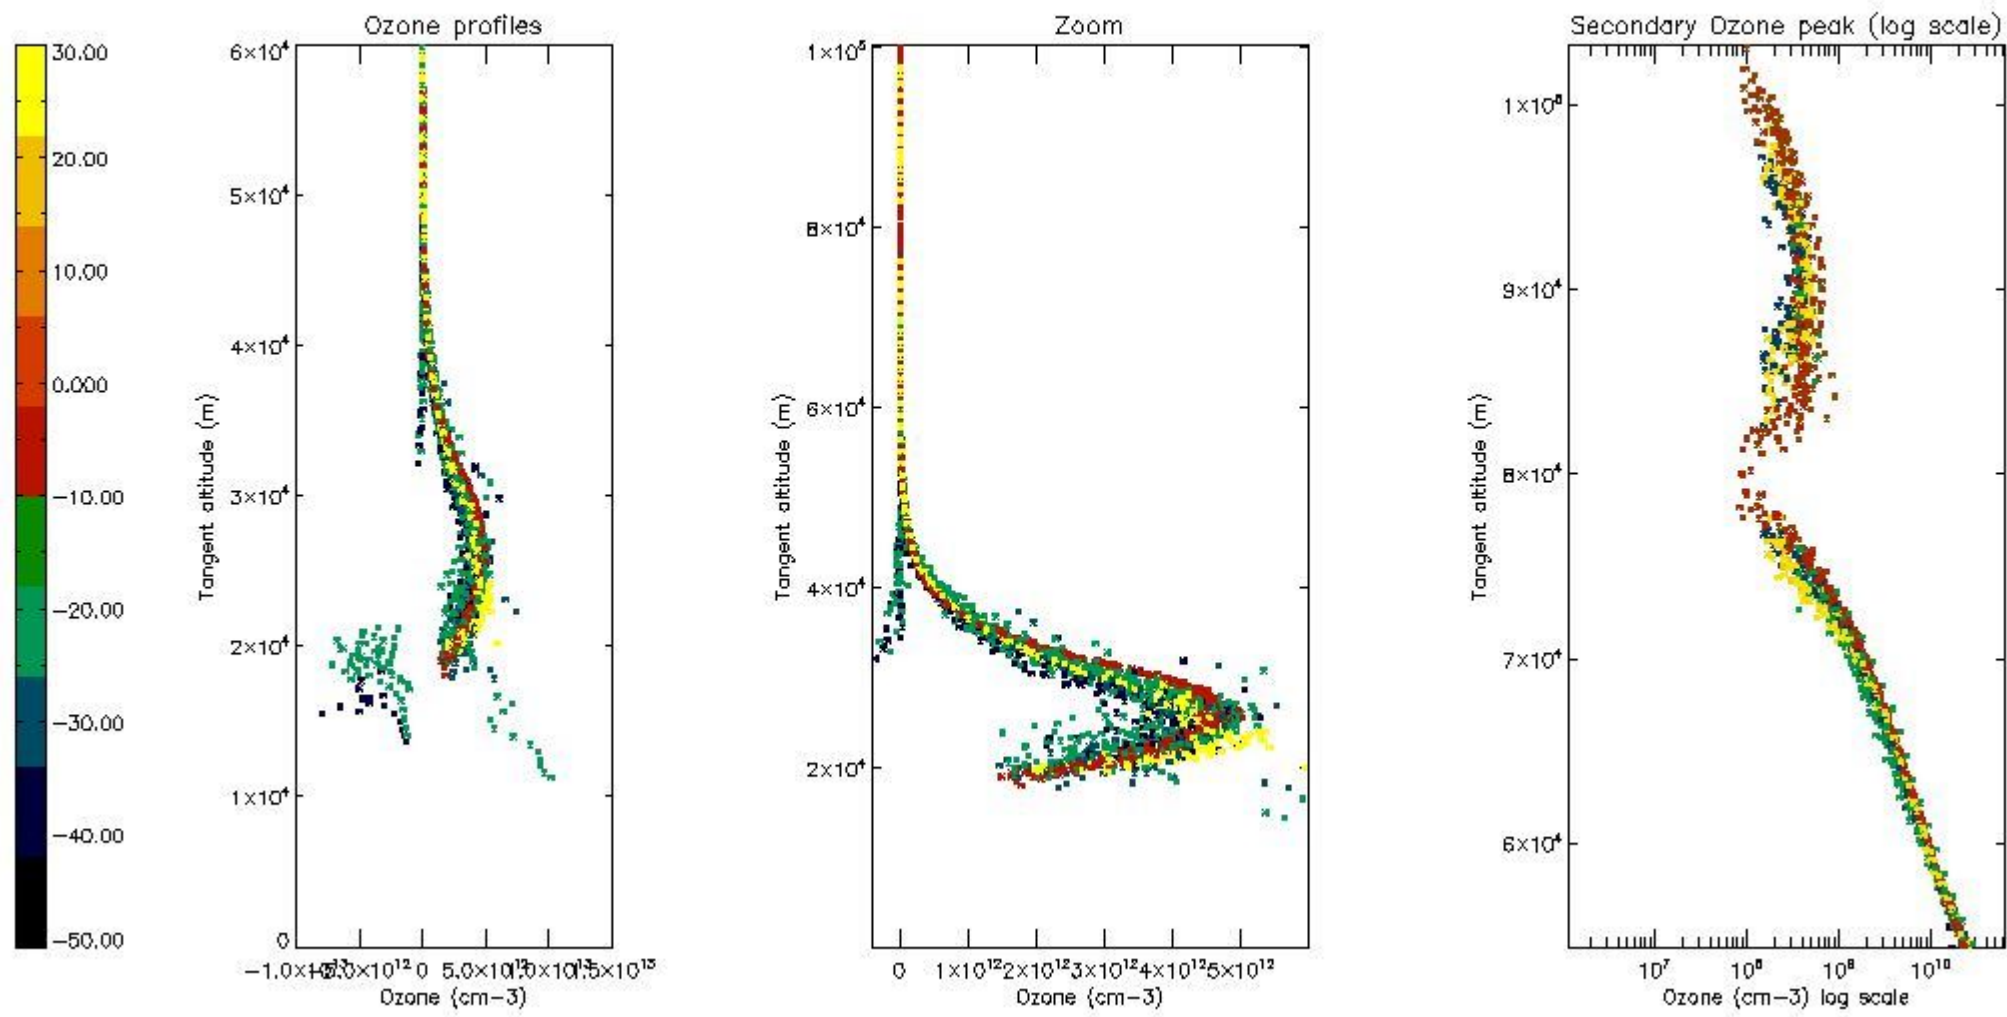 Ozone profiles
Zoom
Secondary Ozone peak (log scale)
30.00
20.00
10.00
0.000
−10.00
−20.00
−30.00
−40.00
−50.00
6×10⁴
5×10⁴
4×10⁴
3×10⁴
2×10⁴
1×10⁴
0
Tangent altitude (m)
5.0×10¹²
0
Ozone (cm−3)
1×10⁵
8×10⁴
6×10⁴
4×10⁴
2×10⁴
Tangent altitude (m)
0 1×10¹² 2×10¹² 3×10¹² 4×10¹² 5×10¹²
Ozone (cm−3)
9×10⁴
8×10⁴
7×10⁴
6×10⁴
Tangent altitude (m)
10⁷ 10⁸ 10⁹ 10¹⁰
Ozone (cm−3) log scale